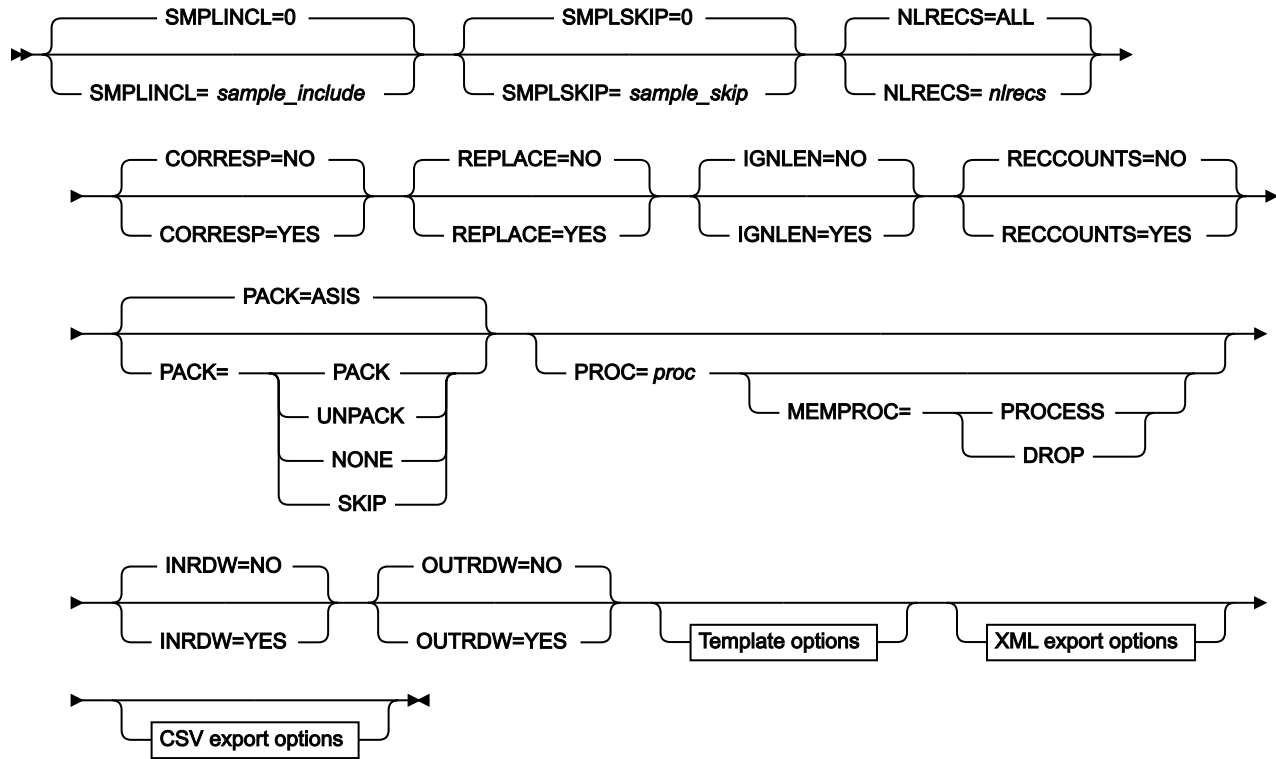 SMPLINCL=0 SMPLSKIP=0 NLRECS=ALL
SMPLINCL= sample_include SMPLSKIP= sample_skip NLRECS= nlrecs
CORRESP=NO REPLACE=NO IGNLEN=NO RECCOUNTS=NO
CORRESP=YES REPLACE=YES IGNLEN=YES RECCOUNTS=YES
PACK=ASIS
PACK= PACK PROC= proc
UNPACK MEMPROC= PROCESS
NONE DROP
SKIP
INRDW=NO OUTRDW=NO
INRDW=YES OUTRDW=YES Template options XML export options
CSV export options